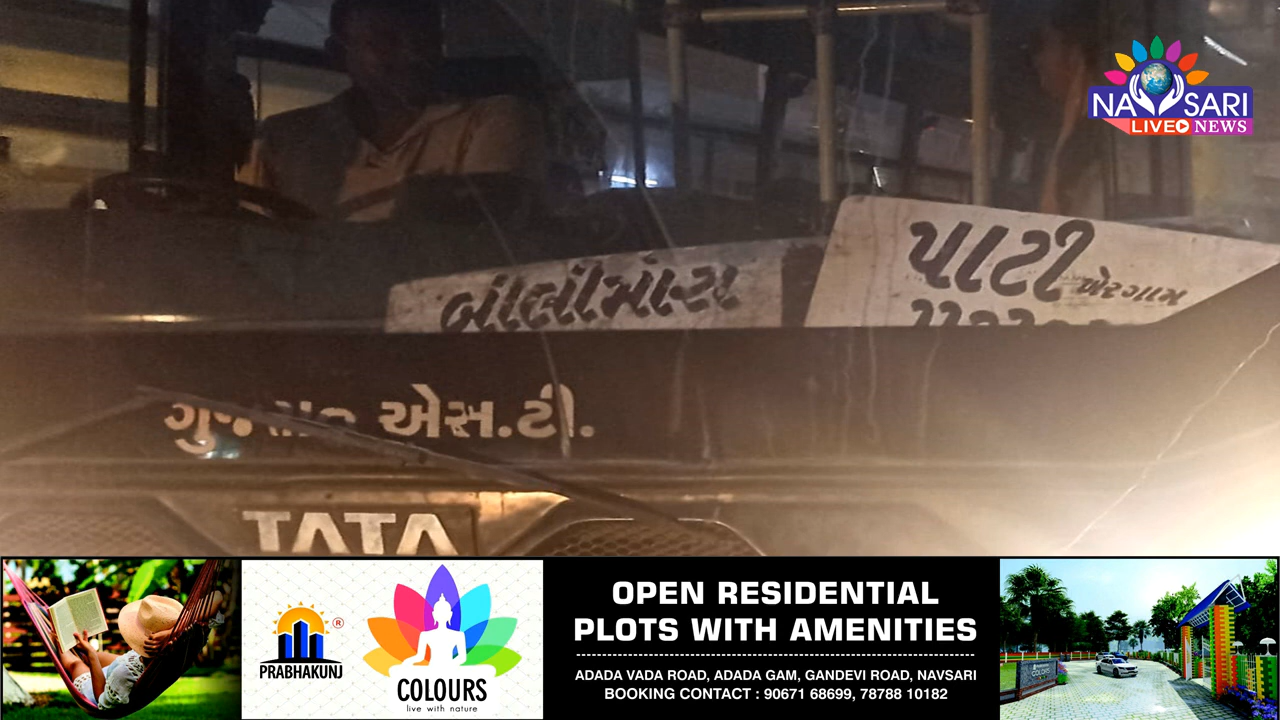 NAVSARI
LIVE NEWS
બીલીમોરા
પાટી
ગુજરાત એસ.ટી.
TATA
PRABHAKUNJ
®
COLOURS
live with nature
OPEN RESIDENTIAL
PLOTS WITH AMENITIES
ADADA VADA ROAD, ADADA GAM, GANDEVI ROAD, NAVSARI
BOOKING CONTACT : 90671 68699, 78788 10182